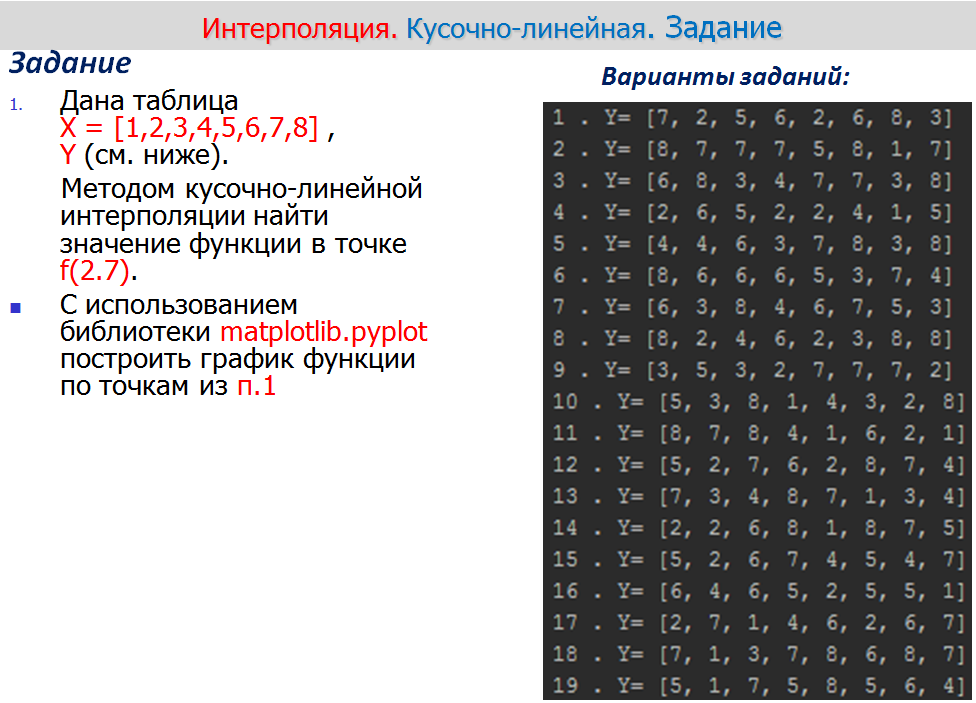 Интерполяция. Кусочно-линейная. Задание
Задание
1. Дана таблица
X = [1,2,3,4,5,6,7,8] ,
Y (см. ниже).
Методом кусочно-линейной
интерполяции найти
значение функции в точке
f(2.7).
С использованием
библиотеки matplotlib.pyplot
построить график функции
по точкам из п.1
Варианты заданий:
1 . Y= [7, 2, 5, 6, 2, 6, 8, 3]
2 . Y= [8, 7, 7, 7, 5, 8, 1, 7]
3 . Y= [6, 8, 3, 4, 7, 7, 3, 8]
4 . Y= [2, 6, 5, 2, 2, 4, 1, 5]
5 . Y= [4, 4, 6, 3, 7, 8, 3, 8]
6 . Y= [8, 6, 6, 6, 5, 3, 7, 4]
7 . Y= [6, 3, 8, 4, 6, 7, 5, 3]
8 . Y= [8, 2, 4, 6, 2, 3, 8, 8]
9 . Y= [3, 5, 3, 2, 7, 7, 7, 2]
10 . Y= [5, 3, 8, 1, 4, 3, 2, 8]
11 . Y= [8, 7, 8, 4, 1, 6, 2, 1]
12 . Y= [5, 2, 7, 6, 2, 8, 7, 4]
13 . Y= [7, 3, 4, 8, 7, 1, 3, 4]
14 . Y= [2, 2, 6, 8, 1, 8, 7, 5]
15 . Y= [5, 2, 6, 7, 4, 5, 4, 7]
16 . Y= [6, 4, 6, 5, 2, 5, 5, 1]
17 . Y= [2, 7, 1, 4, 6, 2, 6, 7]
18 . Y= [7, 1, 3, 7, 8, 6, 8, 7]
19 . Y= [5, 1, 7, 5, 8, 5, 6, 4]